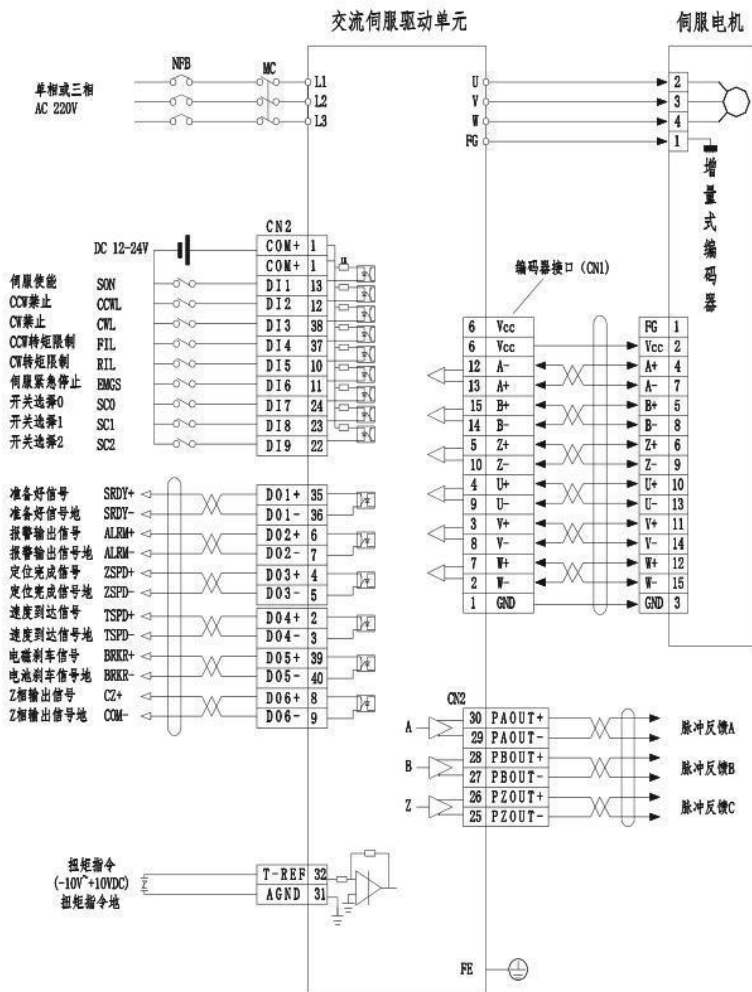 交流伺服驱动单元
伺服电机
NFB
MC
单相或三相
AC 220V
L1
L2
L3
U
V
W
FG
2
3
4
1
增量式编码器
CN2
DC 12-24V
COM+ 1
COM+ 1
伺服使能 SON DI1 13
CCW禁止 CCWL DI2 12
CW禁止 CWL DI3 38
CCW转矩限制 FIL DI4 37
CW转矩限制 RIL DI5 10
伺服紧急停止 EMGS DI6 11
开关选择0 SC0 DI7 24
开关选择1 SC1 DI8 23
开关选择2 SC2 DI9 22
编码器接口 (CN1)
6 Vcc FG 1
6 Vcc Vcc 2
12 A- A+ 4
13 A+ A- 7
15 B+ B+ 5
14 B- B- 8
5 Z+ Z+ 6
10 Z- Z- 9
4 U+ U+ 10
9 U- U- 13
3 V+ V+ 11
8 V- V- 14
7 W+ W+ 12
2 W- W- 15
1 GND GND 3
准备好信号 SRDY+ DO1+ 35
准备好信号地 SRDY- DO1- 36
报警输出信号 ALRM+ DO2+ 6
报警输出信号地 ALRM- DO2- 7
定位完成信号 ZSPD+ DO3+ 4
定位完成信号地 ZSPD- DO3- 5
速度到达信号 TSPD+ DO4+ 2
速度到达信号地 TSPD- DO4- 3
电磁刹车信号 BRKR+ DO5+ 39
电池刹车信号地 BRKR- DO5- 40
Z相输出信号 CZ+ DO6+ 8
Z相输出信号地 COM- DO6- 9
CN2
A 30 PAOUT+
29 PAOUT- 脉冲反馈A
B 28 PBOUT+
27 PBOUT- 脉冲反馈B
Z 26 PZOUT+
25 PZOUT- 脉冲反馈C
扭矩指令
(-10V~+10VDC)
扭矩指令地
T-REF 32
AGND 31
FE